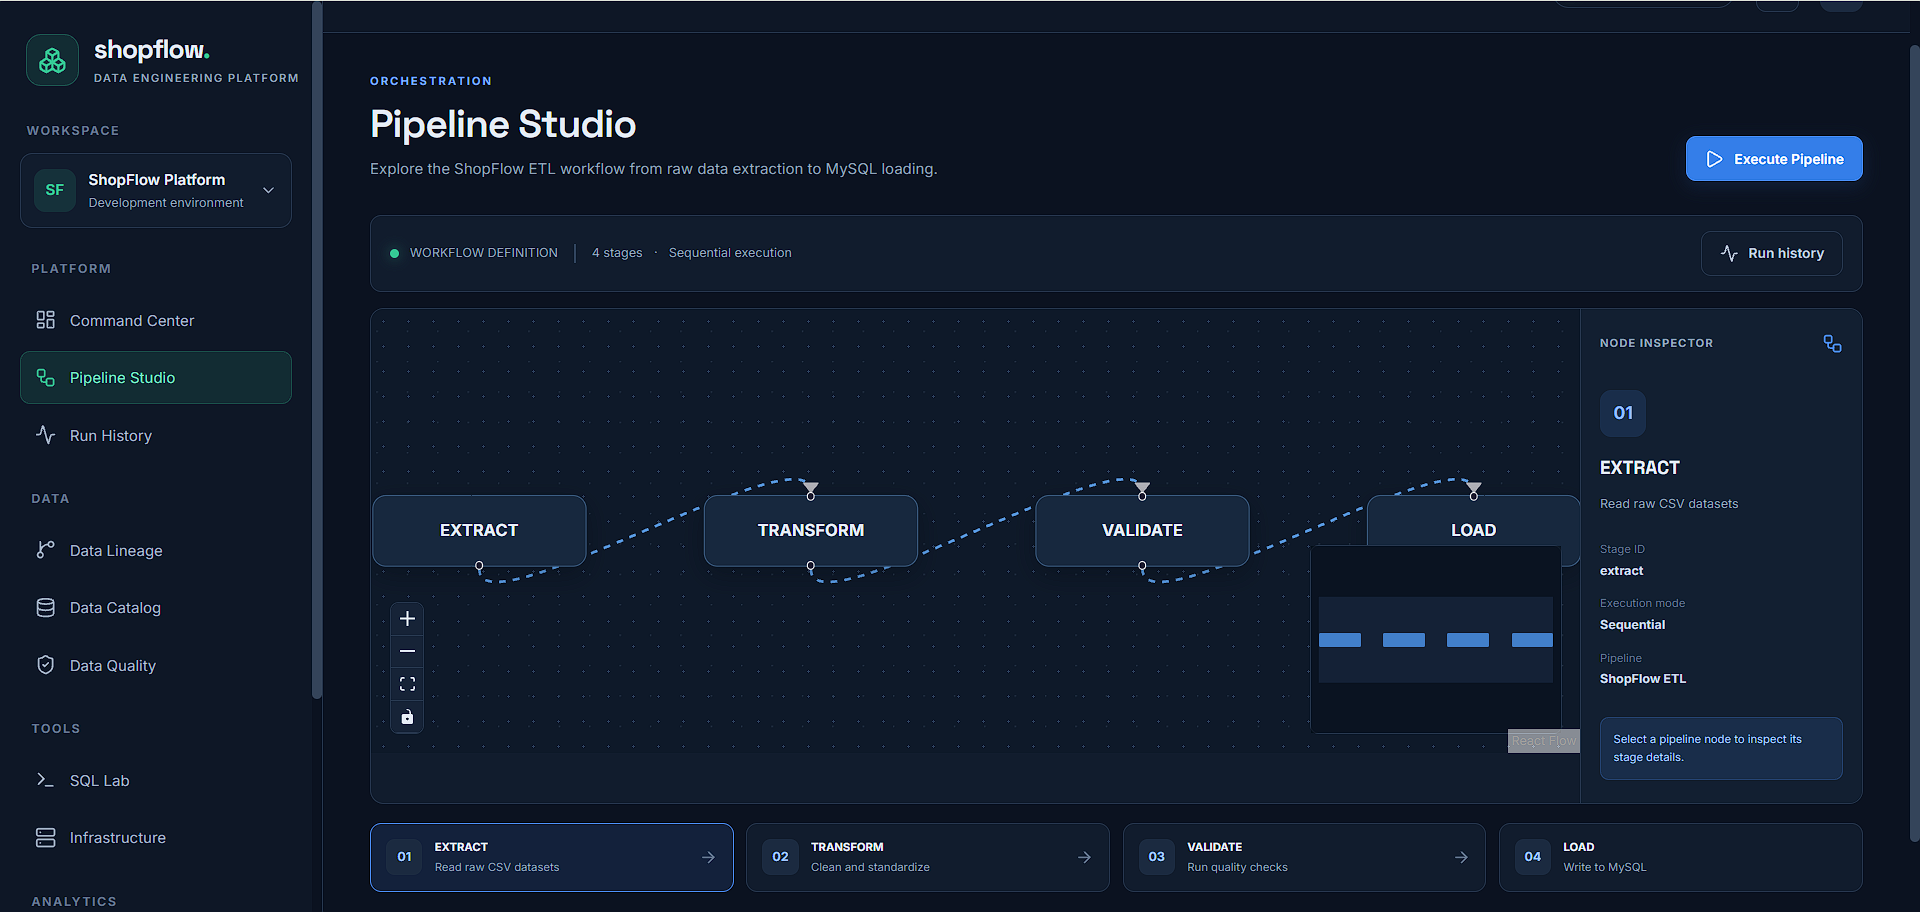 shopflow.
DATA ENGINEERING PLATFORM
WORKSPACE
SF
ShopFlow Platform
Development environment
PLATFORM
Command Center
Pipeline Studio
Run History
DATA
Data Lineage
Data Catalog
Data Quality
TOOLS
SQL Lab
Infrastructure
ANALYTICS
ORCHESTRATION
Pipeline Studio
Explore the ShopFlow ETL workflow from raw data extraction to MySQL loading.
Execute Pipeline
WORKFLOW DEFINITION
4 stages · Sequential execution
Run history
EXTRACT
TRANSFORM
VALIDATE
LOAD
React Flow
NODE INSPECTOR
01
EXTRACT
Read raw CSV datasets
Stage ID
extract
Execution mode
Sequential
Pipeline
ShopFlow ETL
Select a pipeline node to inspect its
stage details.
01
EXTRACT
Read raw CSV datasets
02
TRANSFORM
Clean and standardize
03
VALIDATE
Run quality checks
04
LOAD
Write to MySQL